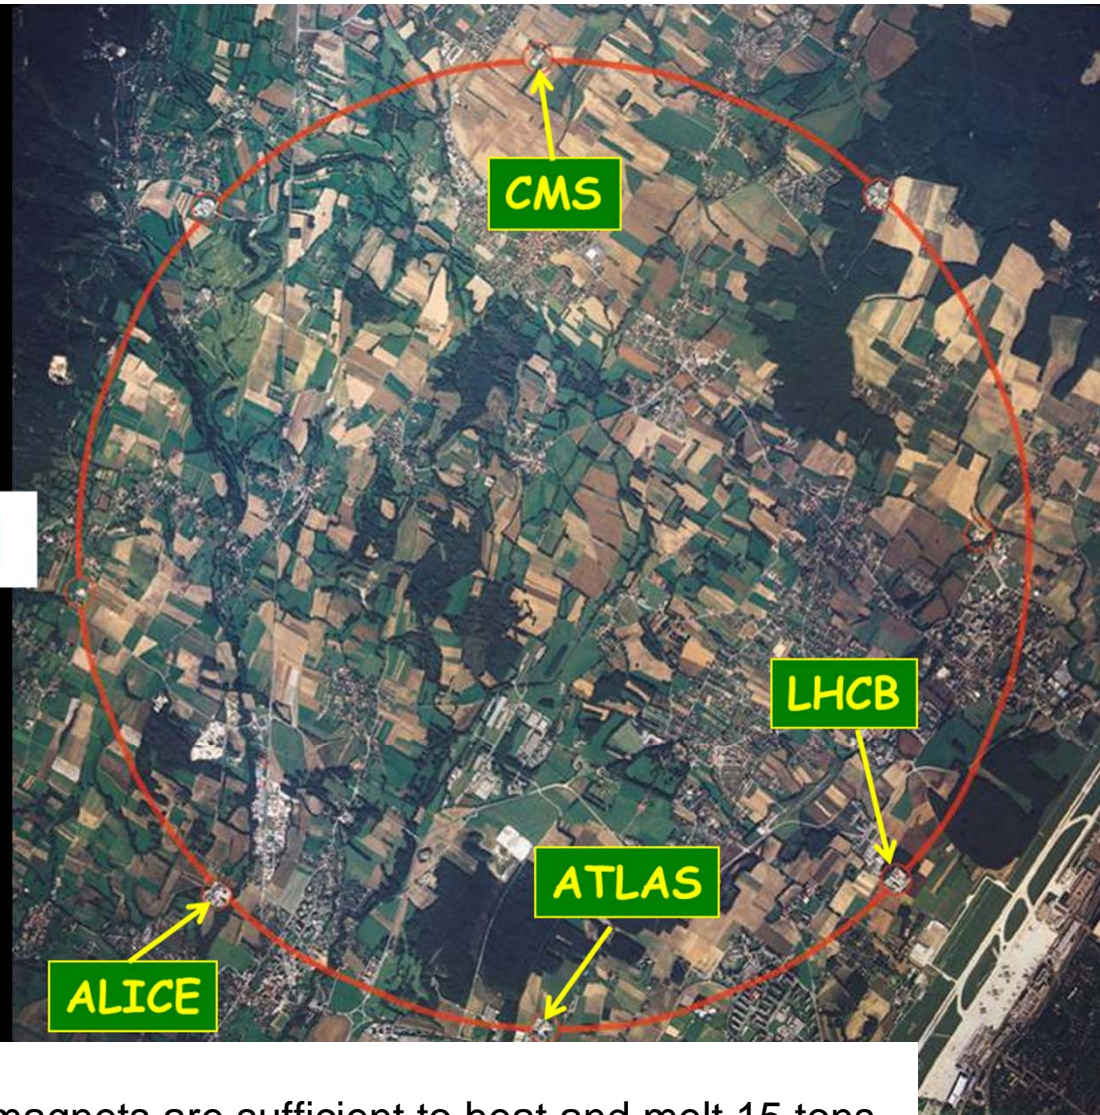 CMS
LHCB
ATLAS
ALICE
magnets are sufficient to heat and melt 15 tons